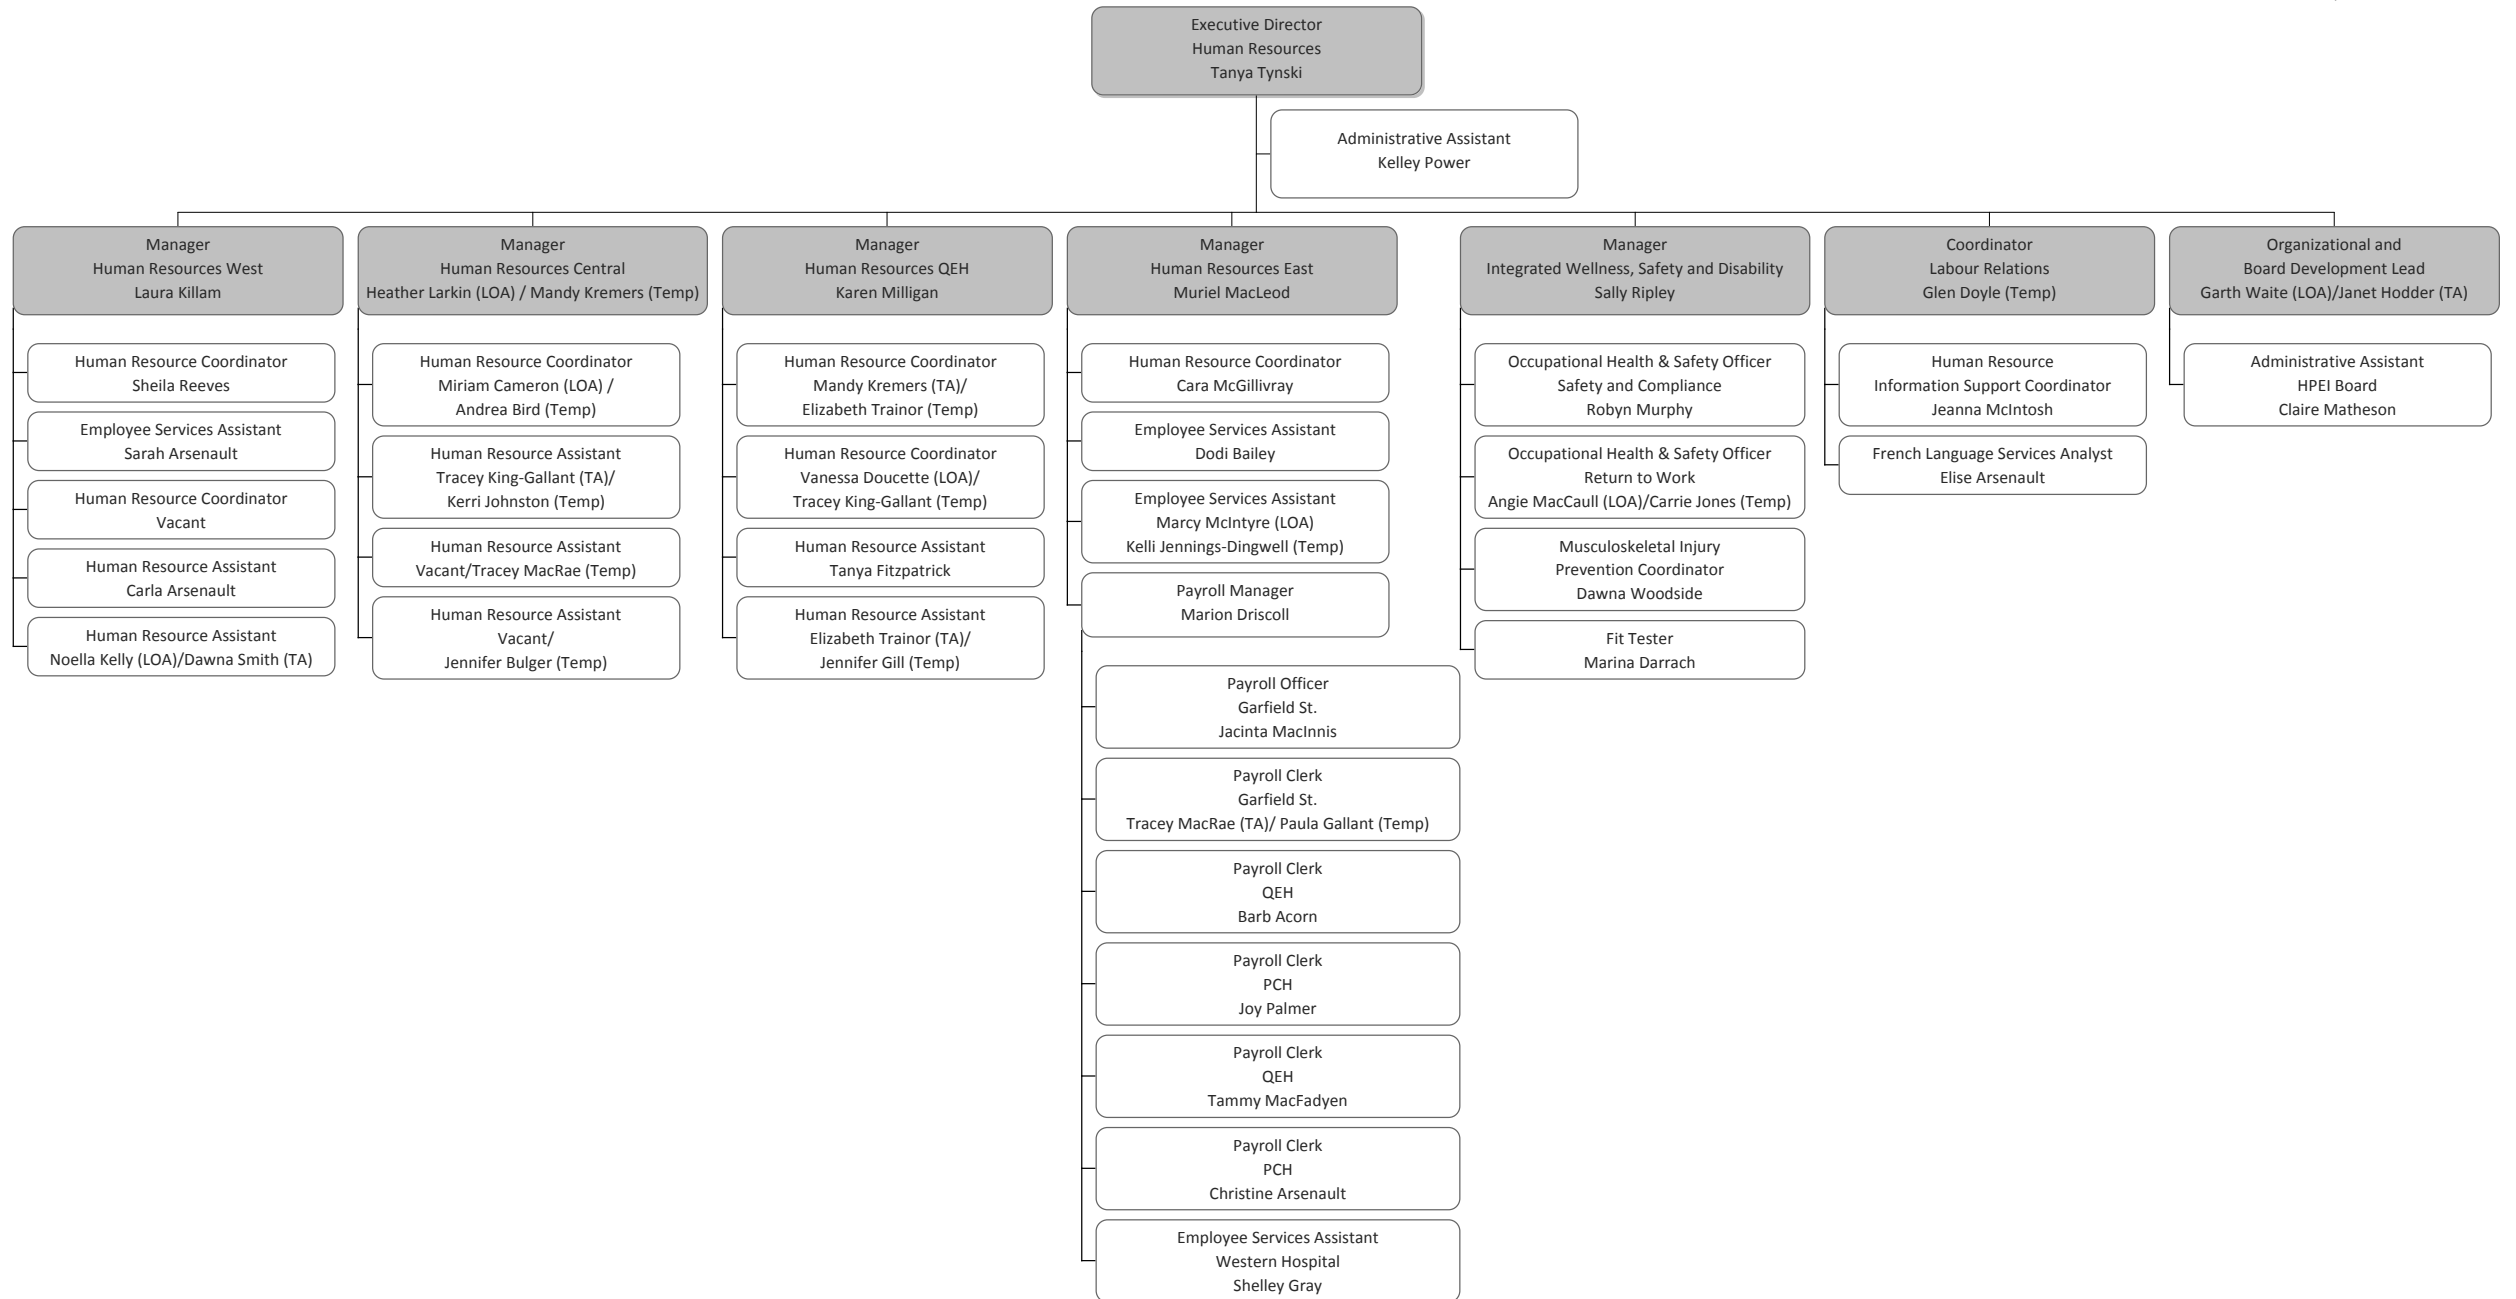 Executive Director
Human Resources
Tanya Tynski
Administrative Assistant
Kelley Power
Manager
Human Resources West
Laura Killam
Human Resource Coordinator
Sheila Reeves
Employee Services Assistant
Sarah Arsenault
Human Resource Coordinator
Vacant
Human Resource Assistant
Carla Arsenault
Human Resource Assistant
Noella Kelly (LOA)/Dawna Smith (TA)
Manager
Human Resources Central
Heather Larkin (LOA) / Mandy Kremers (Temp)
Human Resource Coordinator
Miriam Cameron (LOA) /
Andrea Bird (Temp)
Human Resource Assistant
Tracey King-Gallant (TA)/
Kerri Johnston (Temp)
Human Resource Assistant
Vacant/Tracey MacRae (Temp)
Human Resource Assistant
Vacant/
Jennifer Bulger (Temp)
Manager
Human Resources QEH
Karen Milligan
Human Resource Coordinator
Mandy Kremers (TA)/
Elizabeth Trainor (Temp)
Human Resource Coordinator
Vanessa Doucette (LOA)/
Tracey King-Gallant (Temp)
Human Resource Assistant
Tanya Fitzpatrick
Human Resource Assistant
Elizabeth Trainor (TA)/
Jennifer Gill (Temp)
Manager
Human Resources East
Muriel MacLeod
Human Resource Coordinator
Cara McGillivray
Employee Services Assistant
Dodi Bailey
Employee Services Assistant
Marcy McIntyre (LOA)
Kelli Jennings-Dingwell (Temp)
Payroll Manager
Marion Driscoll
Payroll Officer
Garfield St.
Jacinta MacInnis
Payroll Clerk
Garfield St.
Tracey MacRae (TA)/ Paula Gallant (Temp)
Payroll Clerk
QEH
Barb Acorn
Payroll Clerk
PCH
Joy Palmer
Payroll Clerk
QEH
Tammy MacFadyen
Payroll Clerk
PCH
Christine Arsenault
Employee Services Assistant
Western Hospital
Shelley Gray
Manager
Integrated Wellness, Safety and Disability
Sally Ripley
Occupational Health & Safety Officer
Safety and Compliance
Robyn Murphy
Occupational Health & Safety Officer
Return to Work
Angie MacCaull (LOA)/Carrie Jones (Temp)
Musculoskeletal Injury
Prevention Coordinator
Dawna Woodside
Fit Tester
Marina Darrach
Coordinator
Labour Relations
Glen Doyle (Temp)
Human Resource
Information Support Coordinator
Jeanna McIntosh
French Language Services Analyst
Elise Arsenault
Organizational and
Board Development Lead
Garth Waite (LOA)/Janet Hodder (TA)
Administrative Assistant
HPEI Board
Claire Matheson